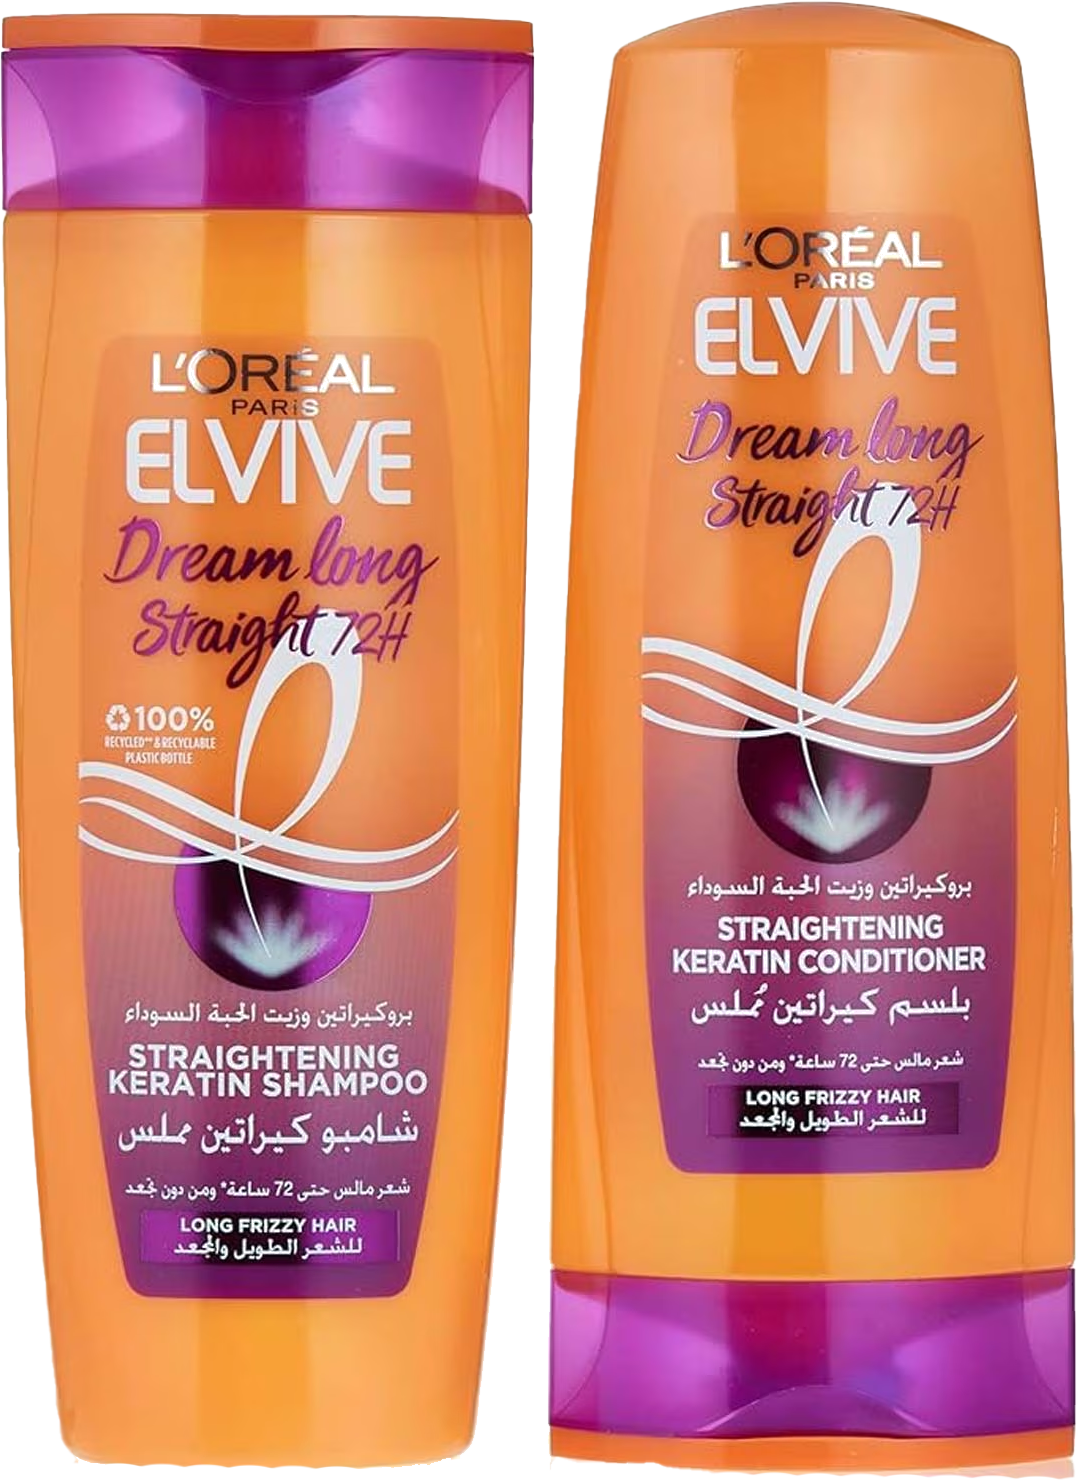 L'ORÉAL
PARIS
ELVIVE
Dream long
Straight 72H
100%
RECYCLED** & RECYCLABLE
PLASTIC BOTTLE
بروكيراتين وزيت الحبة السوداء
STRAIGHTENING
KERATIN SHAMPOO
شامبو كيراتين مملس
شعر مالس حتى 72 ساعة* ومن دون تجعد
LONG FRIZZY HAIR
للشعر الطويل والمجعد
L'ORÉAL
PARIS
ELVIVE
Dream long
Straight 72H
بروكيراتين وزيت الحبة السوداء
STRAIGHTENING
KERATIN CONDITIONER
بلسم كيراتين مُملس
شعر مالس حتى 72 ساعة* ومن دون تجعد
LONG FRIZZY HAIR
للشعر الطويل والمجعد